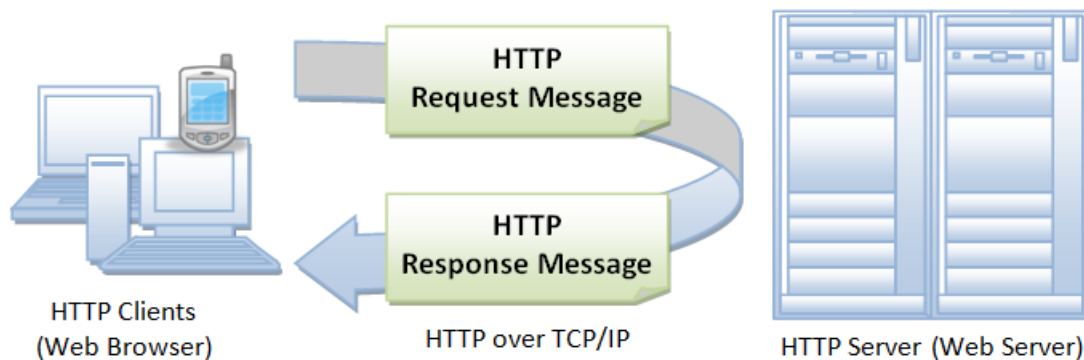 HTTP
Request Message
HTTP
Response Message
HTTP Clients
(Web Browser)
HTTP over TCP/IP
HTTP Server (Web Server)